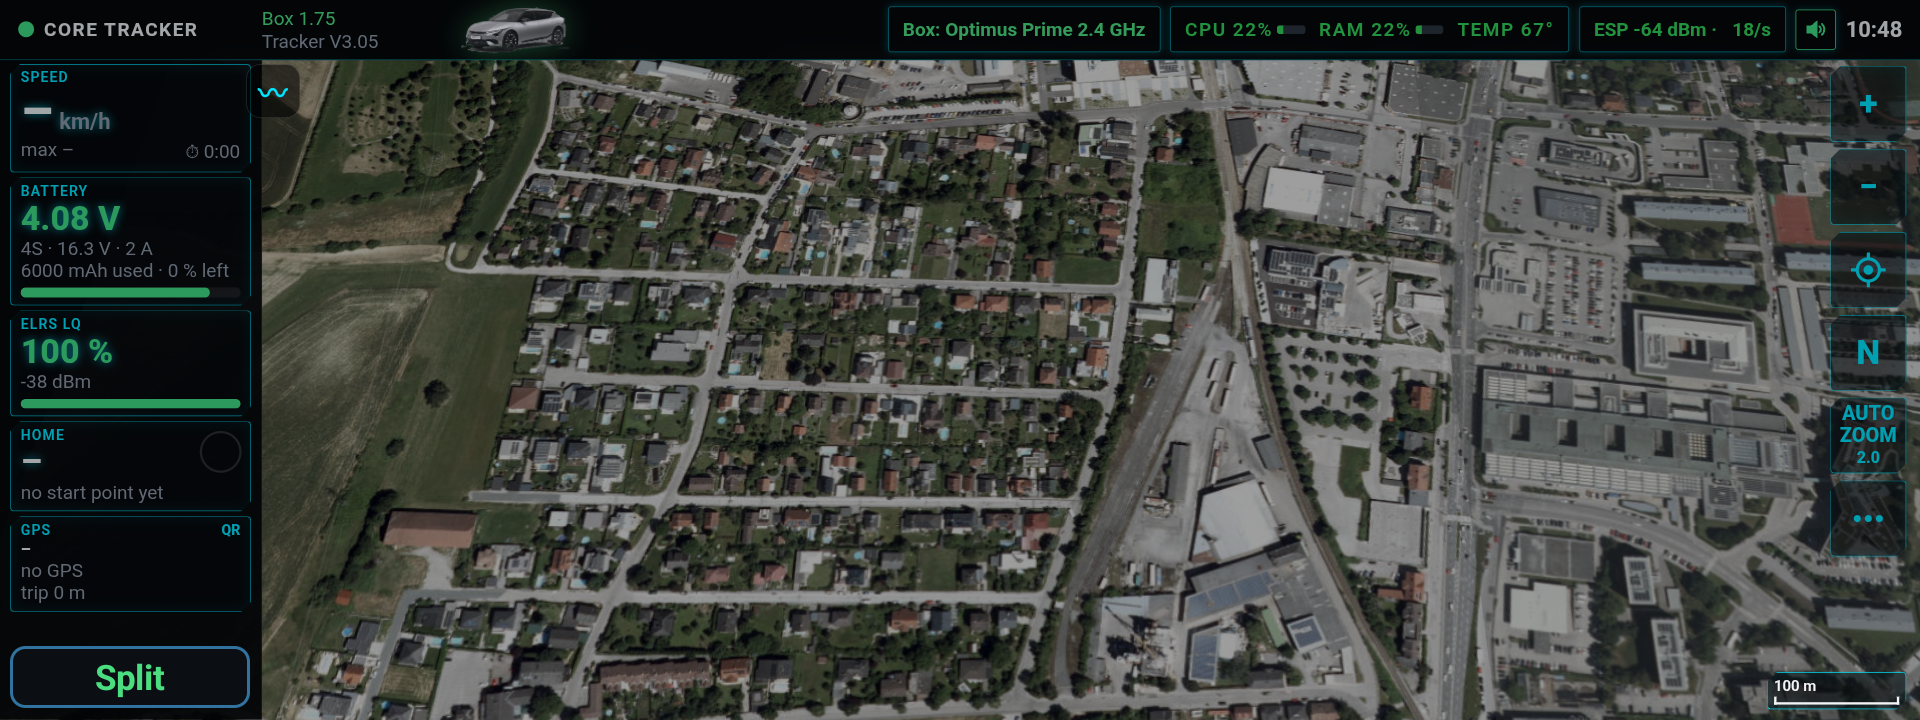 CORE TRACKER
Box 1.75
Tracker V3.05
Box: Optimus Prime 2.4 GHz
CPU 22% RAM 22% TEMP 67°
ESP -64 dBm · 18/s
10:48
SPEED
– km/h
max –
⏱ 0:00
BATTERY
4.08 V
4S · 16.3 V · 2 A
6000 mAh used · 0 % left
ELRS LQ
100 %
-38 dBm
HOME
–
no start point yet
GPS
QR
–
no GPS
trip 0 m
Split
+
−
N
AUTO
ZOOM
2.0
•••
100 m